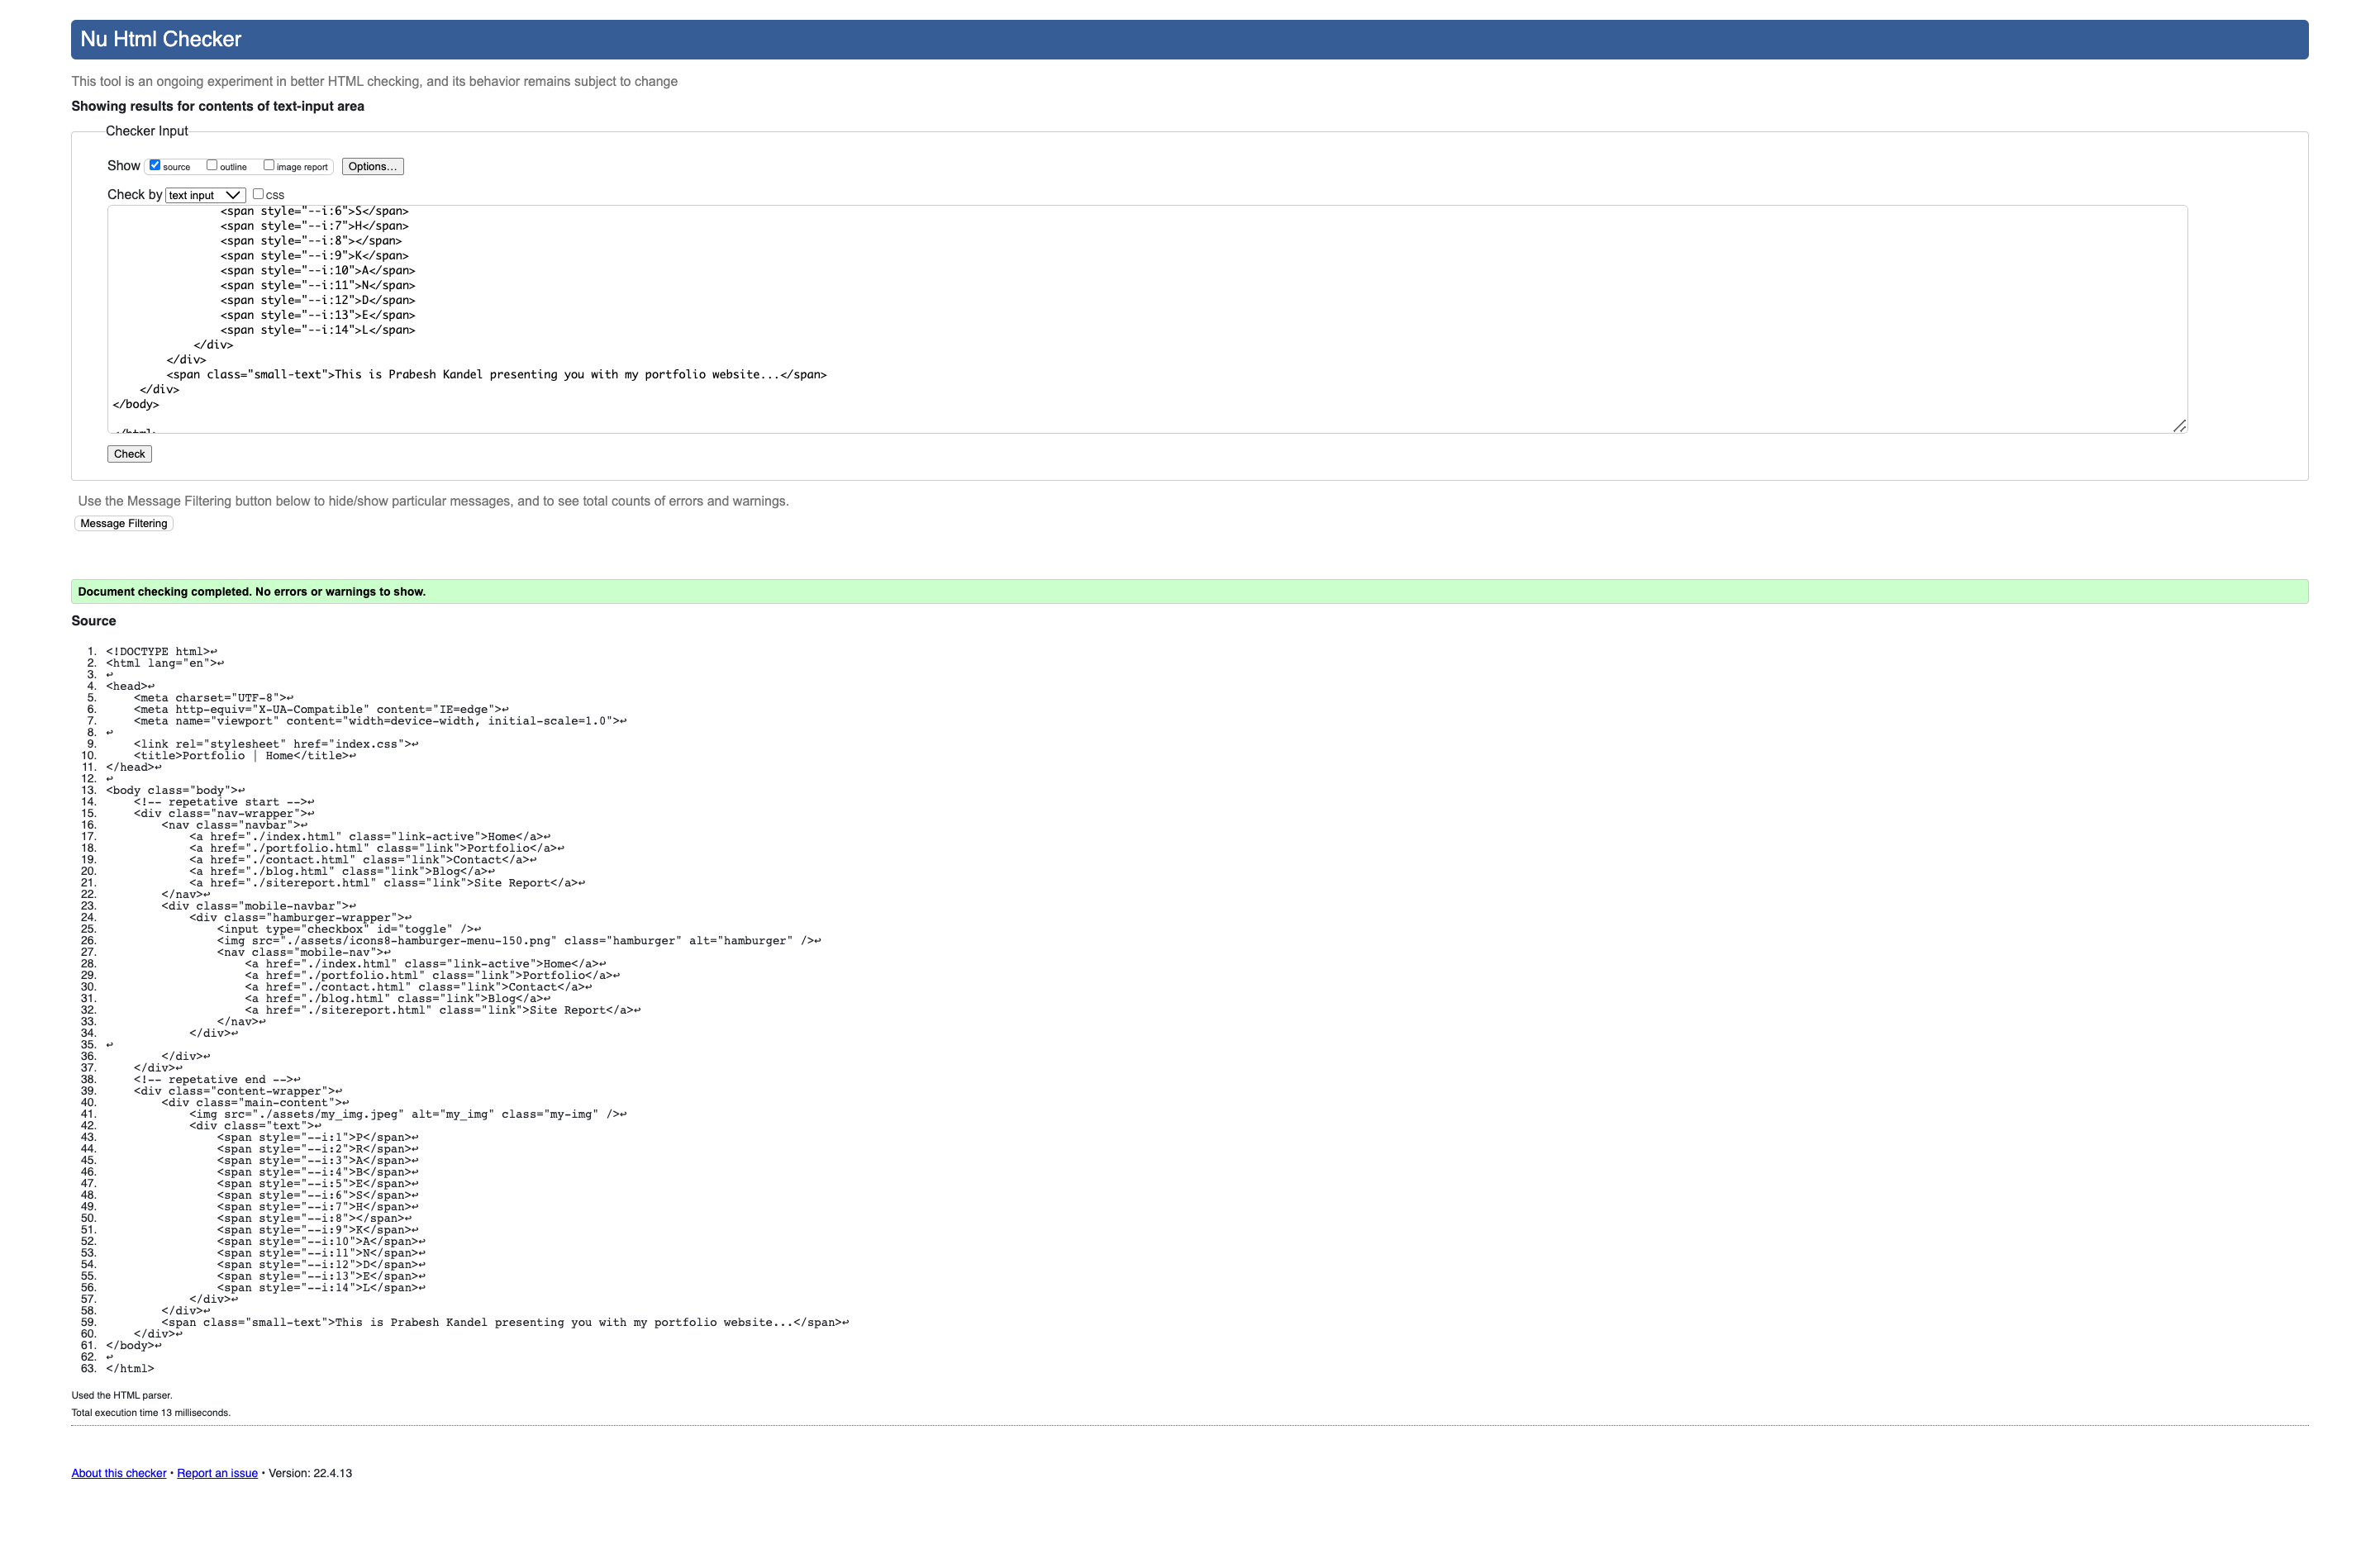 Nu Html Checker
This tool is an ongoing experiment in better HTML checking, and its behavior remains subject to change
Showing results for contents of text-input area
Checker Input
Show source outline image report Options...
Check by text input css
<span style="--i:6">S</span>
<span style="--i:7">H</span>
<span style="--i:8"></span>
<span style="--i:9">K</span>
<span style="--i:10">A</span>
<span style="--i:11">N</span>
<span style="--i:12">D</span>
<span style="--i:13">E</span>
<span style="--i:14">L</span>
</div>
</div>
<span class="small-text">This is Prabesh Kandel presenting you with my portfolio website...</span>
</div>
</body>
Check
Use the Message Filtering button below to hide/show particular messages, and to see total counts of errors and warnings.
Message Filtering
Document checking completed. No errors or warnings to show.
Source
1. <!DOCTYPE html>↩
2. <html lang="en">↩
3. ↩
4. <head>↩
5. <meta charset="UTF-8">↩
6. <meta http-equiv="X-UA-Compatible" content="IE=edge">↩
7. <meta name="viewport" content="width=device-width, initial-scale=1.0">↩
8. ↩
9. <link rel="stylesheet" href="index.css">↩
10. <title>Portfolio | Home</title>↩
11. </head>↩
12. ↩
13. <body class="body">↩
14. <!-- repetative start -->↩
15. <div class="nav-wrapper">↩
16. <nav class="navbar">↩
17. <a href="./index.html" class="link-active">Home</a>↩
18. <a href="./portfolio.html" class="link">Portfolio</a>↩
19. <a href="./contact.html" class="link">Contact</a>↩
20. <a href="./blog.html" class="link">Blog</a>↩
21. <a href="./sitereport.html" class="link">Site Report</a>↩
22. </nav>↩
23. <div class="mobile-navbar">↩
24. <div class="hamburger-wrapper">↩
25. <input type="checkbox" id="toggle" />↩
26. <img src="./assets/icons8-hamburger-menu-150.png" class="hamburger" alt="hamburger" />↩
27. <nav class="mobile-nav">↩
28. <a href="./index.html" class="link-active">Home</a>↩
29. <a href="./portfolio.html" class="link">Portfolio</a>↩
30. <a href="./contact.html" class="link">Contact</a>↩
31. <a href="./blog.html" class="link">Blog</a>↩
32. <a href="./sitereport.html" class="link">Site Report</a>↩
33. </nav>↩
34. </div>↩
35. ↩
36. </div>↩
37. </div>↩
38. <!-- repetative end -->↩
39. <div class="content-wrapper">↩
40. <div class="main-content">↩
41. <img src="./assets/my_img.jpeg" alt="my_img" class="my-img" />↩
42. <div class="text">↩
43. <span style="--i:1">P</span>↩
44. <span style="--i:2">R</span>↩
45. <span style="--i:3">A</span>↩
46. <span style="--i:4">B</span>↩
47. <span style="--i:5">E</span>↩
48. <span style="--i:6">S</span>↩
49. <span style="--i:7">H</span>↩
50. <span style="--i:8"></span>↩
51. <span style="--i:9">K</span>↩
52. <span style="--i:10">A</span>↩
53. <span style="--i:11">N</span>↩
54. <span style="--i:12">D</span>↩
55. <span style="--i:13">E</span>↩
56. <span style="--i:14">L</span>↩
57. </div>↩
58. </div>↩
59. <span class="small-text">This is Prabesh Kandel presenting you with my portfolio website...</span>↩
60. </div>↩
61. </body>↩
62. ↩
63. </html>
Used the HTML parser.
Total execution time 13 milliseconds.
About this checker • Report an issue • Version: 22.4.13